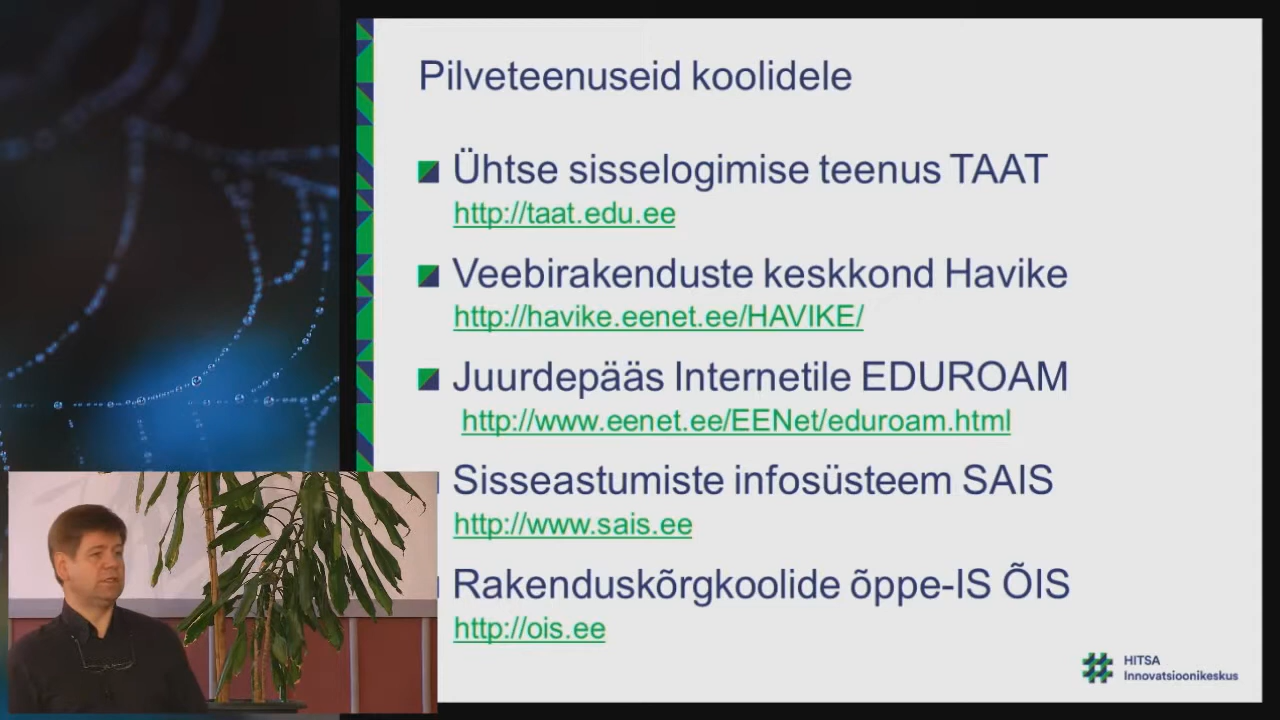 Pilveteenuseid koolidele
Ühtse sisselogimise teenus TAAT
http://taat.edu.ee
Veebirakenduste keskkond Havike
http://havike.eenet.ee/HAVIKE/
Juurdepääs Internetile EDUROAM
http://www.eenet.ee/EENet/eduroam.html
Sisseastumiste infosüsteem SAIS
http://www.sais.ee
Rakenduskõrgkoolide õppe-IS ÕIS
http://ois.ee
HITSA
Innovatsioonikeskus